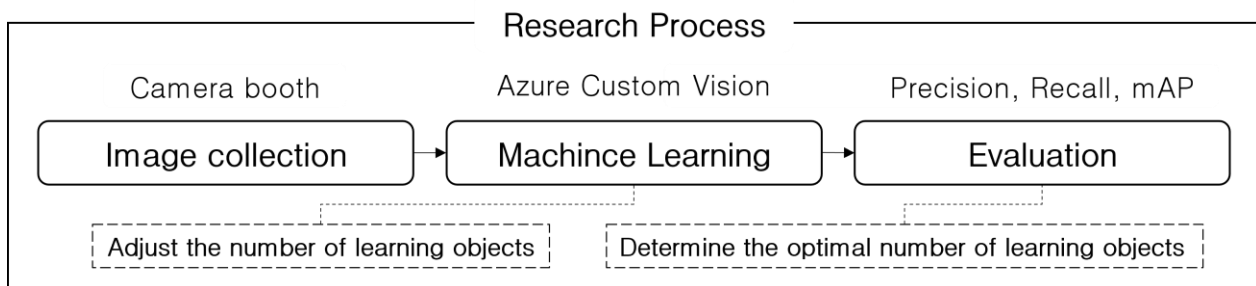 Research Process
Camera booth
Azure Custom Vision
Precision, Recall, mAP
Image collection
Machince Learning
Evaluation
Adjust the number of learning objects
Determine the optimal number of learning objects